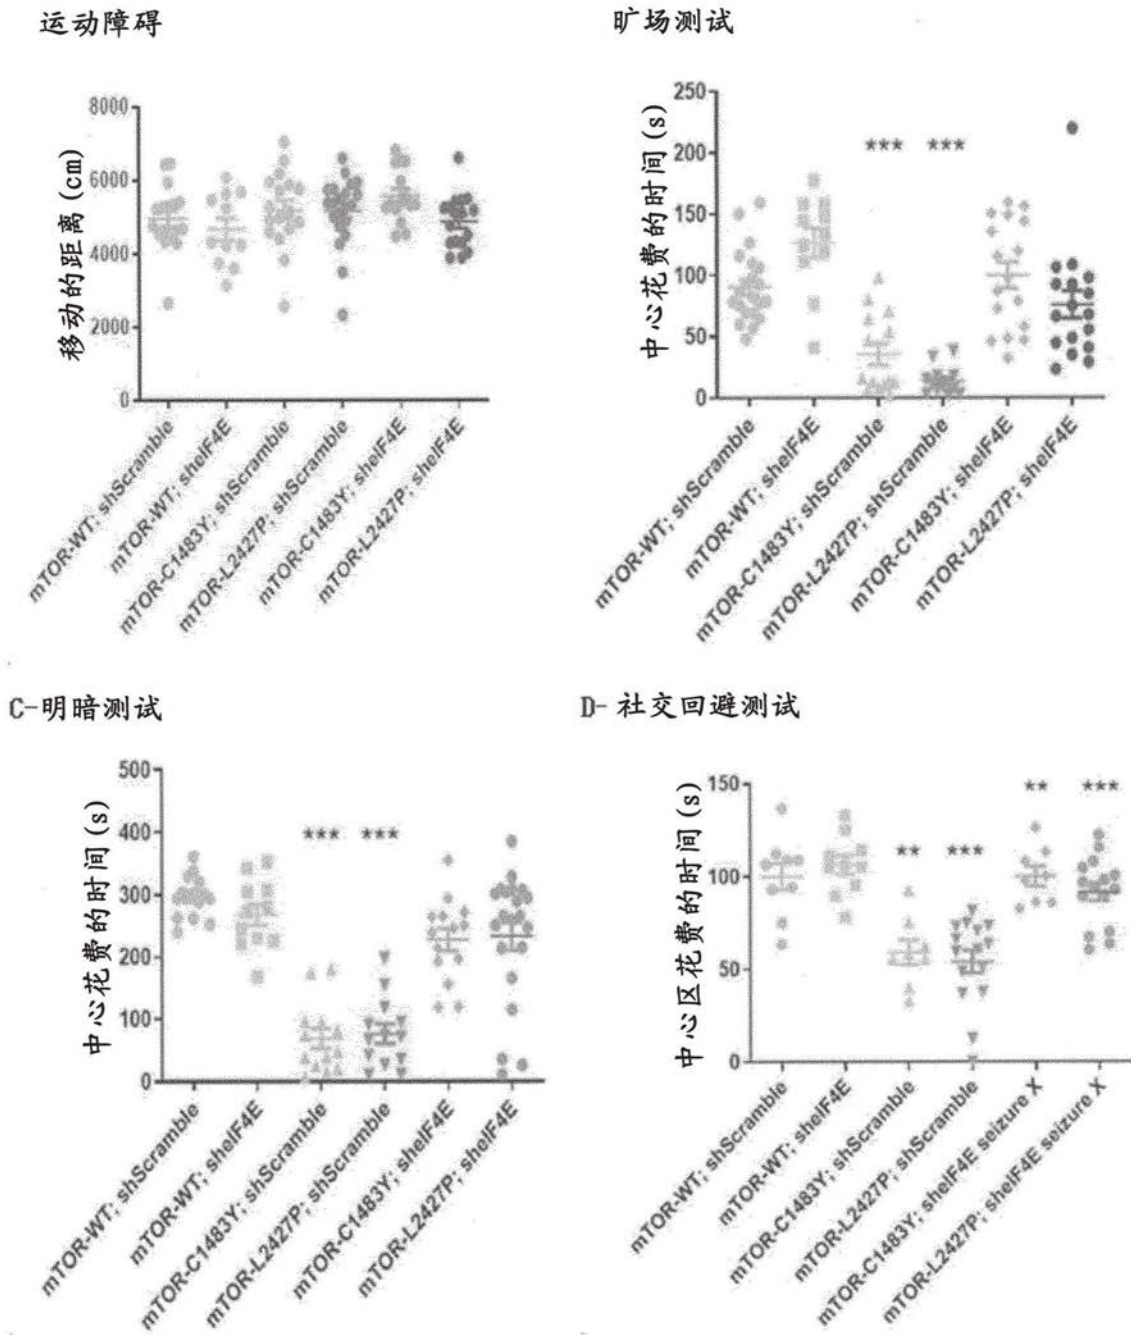 运动障碍
8000
6000
4000
2000
0
移动的距离(cm)
mTOR-WT; shScramble
mTOR-WT; sheIF4E
mTOR-C1483Y; shScramble
mTOR-L2427P; shScramble
mTOR-C1483Y; sheIF4E
mTOR-L2427P; sheIF4E
旷场测试
250
200
150
100
50
0
中心花费的时间(s)
*** ***
mTOR-WT; shScramble
mTOR-WT; sheIF4E
mTOR-C1483Y; shScramble
mTOR-L2427P; shScramble
mTOR-C1483Y; sheIF4E
mTOR-L2427P; sheIF4E
C-明暗测试
500
400
300
200
100
0
中心花费的时间(s)
*** ***
mTOR-WT; shScramble
mTOR-WT; sheIF4E
mTOR-C1483Y; shScramble
mTOR-L2427P; shScramble
mTOR-C1483Y; sheIF4E
mTOR-L2427P; sheIF4E
D- 社交回避测试
150
100
50
0
中心区花费的时间(s)
** *** ** ***
mTOR-WT; shScramble
mTOR-WT; sheIF4E
mTOR-C1483Y; shScramble
mTOR-L2427P; shScramble
mTOR-C1483Y; sheIF4E seizure X
mTOR-L2427P; sheIF4E seizure X